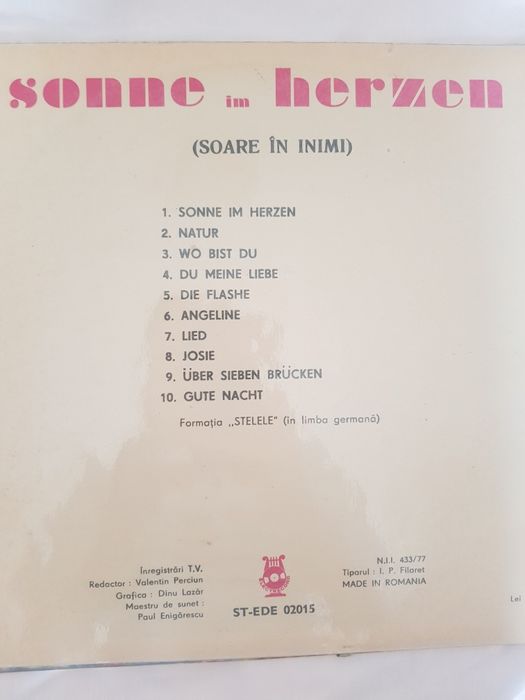 sonne im herzen
(SOARE ÎN INIMI)
1. SONNE IM HERZEN
2. NATUR
3. WO BIST DU
4. DU MEINE LIEBE
5. DIE FLASHE
6. ANGELINE
7. LIED
8. JOSIE
9. ÜBER SIEBEN BRÜCKEN
10. GUTE NACHT
Formația „STELELE" (în limba germană)
Înregistrări T.V.
Redactor : Valentin Perciun
Grafica : Dinu Lazăr
Maestru de sunet :
Paul Enigărescu
ELECTRECORD
ST-EDE 02015
N.I.I. 433/77
Tiparul : I. P. Filaret
MADE IN ROMANIA
Lei